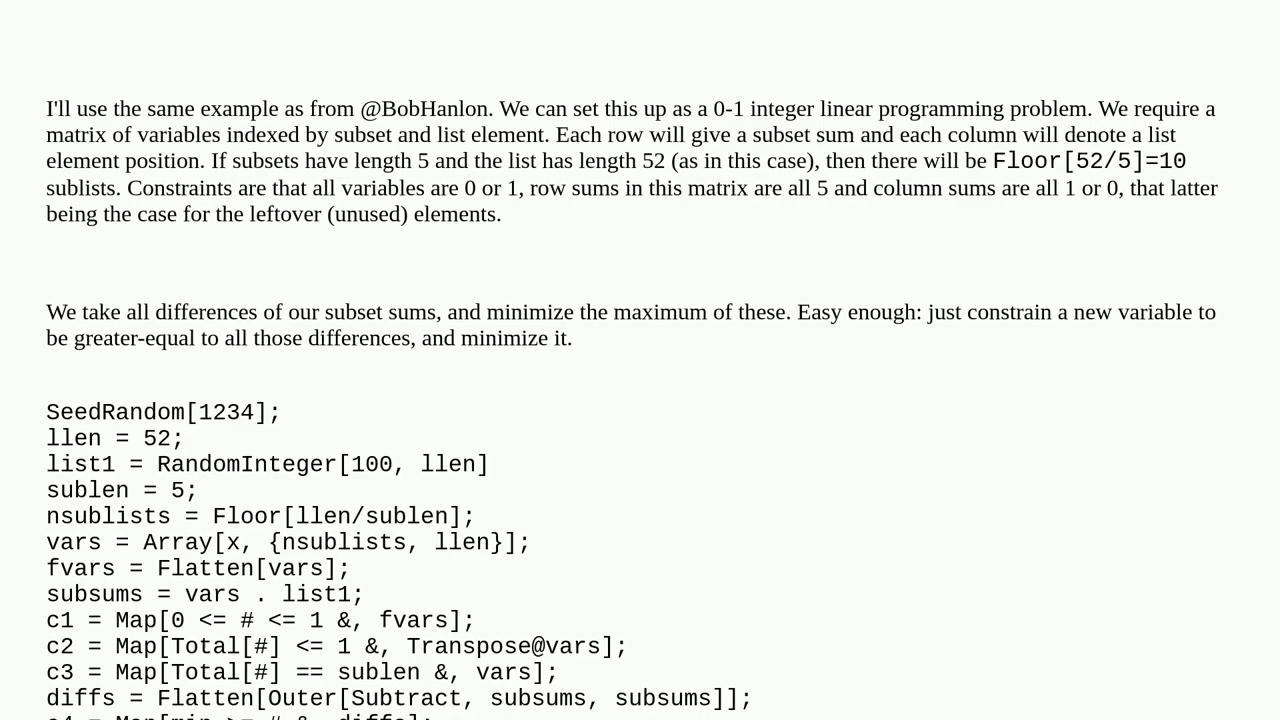 I'll use the same example as from @BobHanlon. We can set this up as a 0-1 integer linear programming problem. We require a
matrix of variables indexed by subset and list element. Each row will give a subset sum and each column will denote a list
element position. If subsets have length 5 and the list has length 52 (as in this case), then there will be Floor[52/5]=10
sublists. Constraints are that all variables are 0 or 1, row sums in this matrix are all 5 and column sums are all 1 or 0, that latter
being the case for the leftover (unused) elements.
We take all differences of our subset sums, and minimize the maximum of these. Easy enough: just constrain a new variable to
be greater-equal to all those differences, and minimize it.
SeedRandom[1234];
llen = 52;
list1 = RandomInteger[100, llen]
sublen = 5;
nsublists = Floor[llen/sublen];
vars = Array[x, {nsublists, llen}];
fvars = Flatten[vars];
subsums = vars . list1;
c1 = Map[0 <= # <= 1 &, fvars];
c2 = Map[Total[#] <= 1 &, Transpose@vars];
c3 = Map[Total[#] == sublen &, vars];
diffs = Flatten[Outer[Subtract, subsums, subsums]];